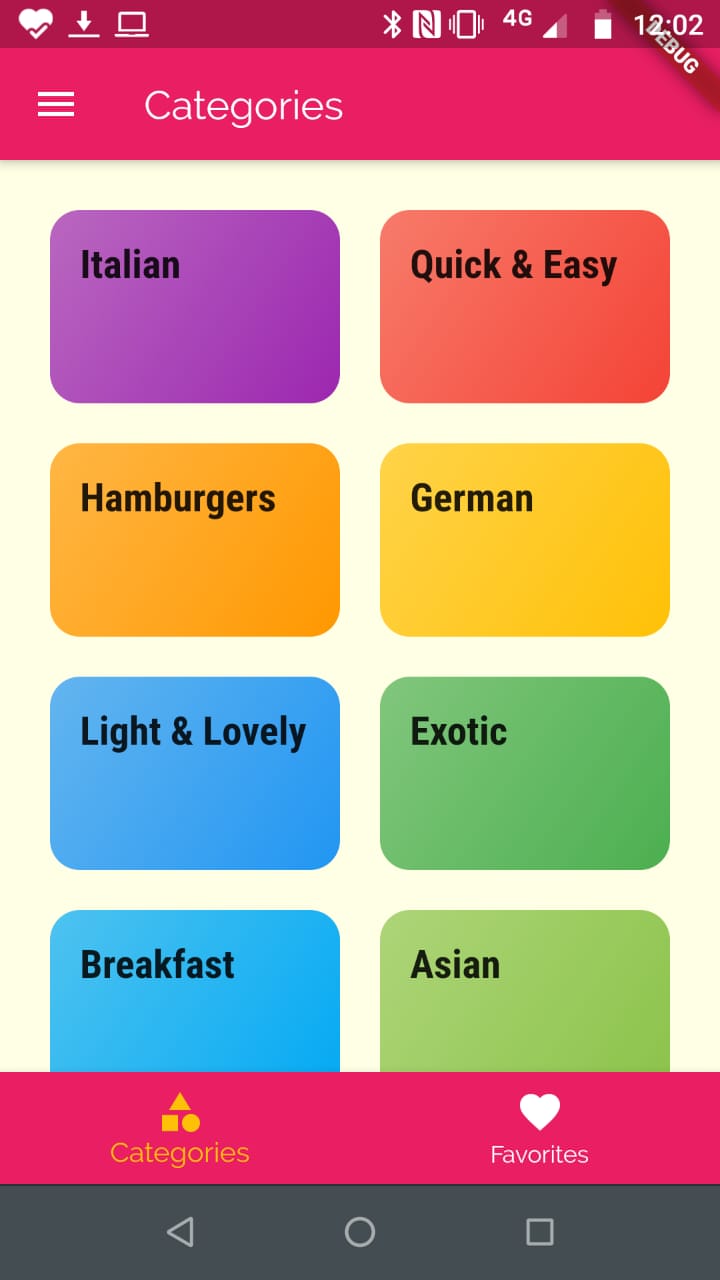 4G 12:02
DEBUG
Categories
Italian
Quick & Easy
Hamburgers
German
Light & Lovely
Exotic
Breakfast
Asian
Categories
Favorites